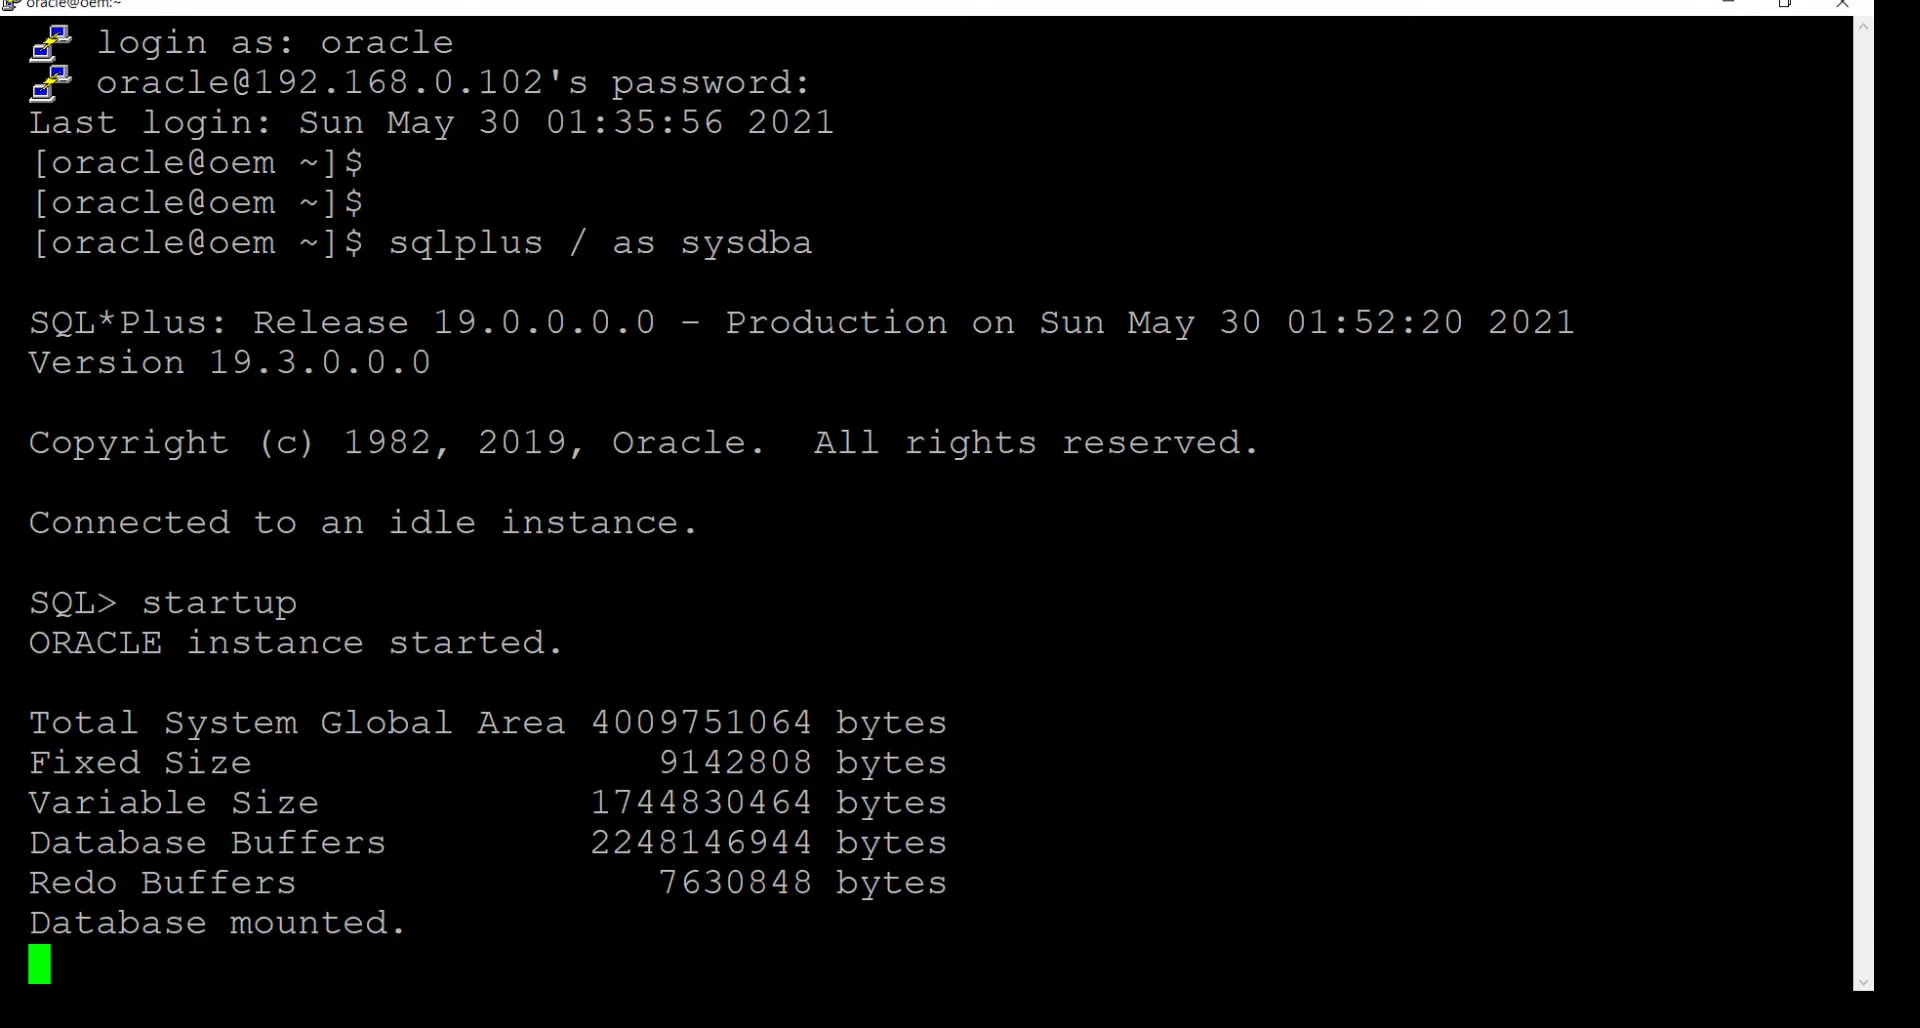 oracle@oem:~
login as: oracle
oracle@192.168.0.102's password:
Last login: Sun May 30 01:35:56 2021
[oracle@oem ~]$
[oracle@oem ~]$
[oracle@oem ~]$ sqlplus / as sysdba
SQL*Plus: Release 19.0.0.0.0 - Production on Sun May 30 01:52:20 2021
Version 19.3.0.0.0
Copyright (c) 1982, 2019, Oracle.  All rights reserved.
Connected to an idle instance.
SQL> startup
ORACLE instance started.
Total System Global Area 4009751064 bytes
Fixed Size                  9142808 bytes
Variable Size            1744830464 bytes
Database Buffers         2248146944 bytes
Redo Buffers                7630848 bytes
Database mounted.